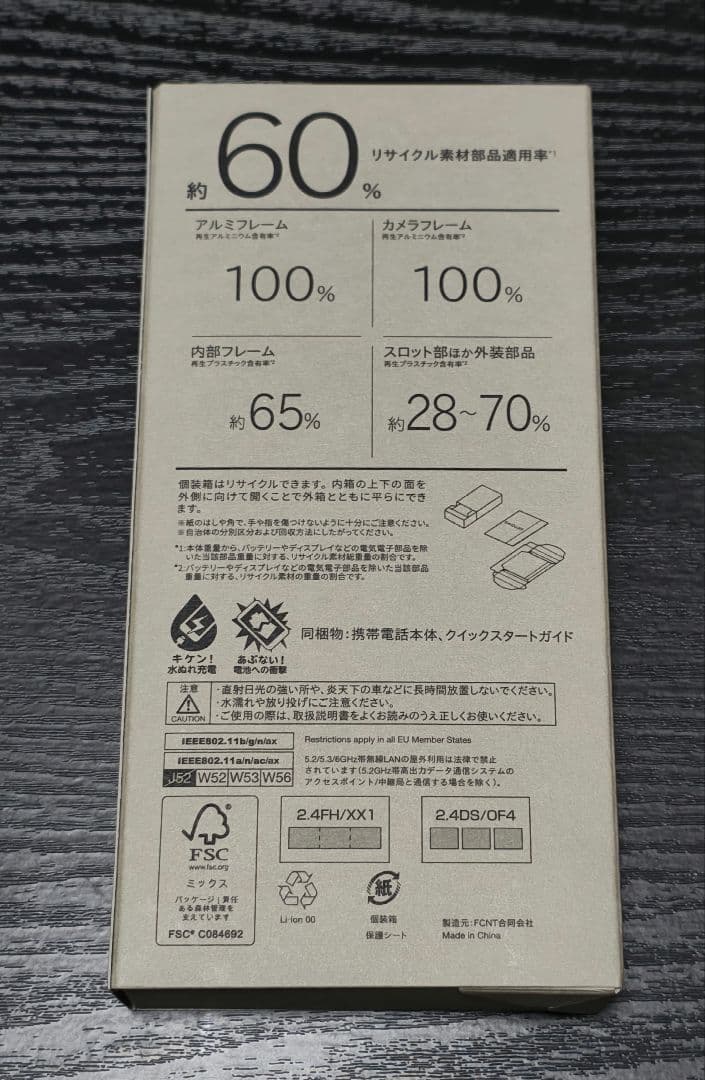 約60% リサイクル素材部品適用率*1
アルミフレーム
再生アルミニウム含有率*2
100%
カメラフレーム
再生アルミニウム含有率*2
100%
内部フレーム
再生プラスチック含有率*2
約65%
スロット部ほか外装部品
再生プラスチック含有率*2
約28~70%
個装箱はリサイクルできます。内箱の上下の面を
外側に向けて開くことで外箱とともに平らにでき
ます。
※紙のはしや角で、手や指を傷つけないように十分にご注意ください。
※自治体の分別区分および回収方法にしたがってください。
*1:本体重量から、バッテリーやディスプレイなどの電気電子部品を除
いた当該部品重量に対する、リサイクル素材総重量の割合です。
*2:バッテリーやディスプレイなどの電気電子部品を除いた当該部品
重量に対する、リサイクル素材の重量の割合です。
キケン!
水ぬれ充電
あぶない!
電池への衝撃
同梱物:携帯電話本体、クイックスタートガイド
注意
CAUTION
・直射日光の強い所や、炎天下の車などに長時間放置しないでください。
・水濡れや放り投げにご注意ください。
・ご使用の際は、取扱説明書をよくお読みのうえ正しくお使いください。
IEEE802.11b/g/n/ax
Restrictions apply in all EU Member States
IEEE802.11a/n/ac/ax
J52 W52 W53 W56
5.2/5.3/6GHz帯無線LANの屋外利用は法律で禁止
されています(5.2GHz帯高出力データ通信システムの
アクセスポイント/中継局と通信する場合を除く)。
FSC
www.fsc.org
ミックス
パッケージ|責任
ある森林管理を
支えています
FSC® C084692
2.4FH/XX1
2.4DS/OF4
Li-ion 00
紙
個装箱
保護シート
製造元:FCNT合同会社
Made in China